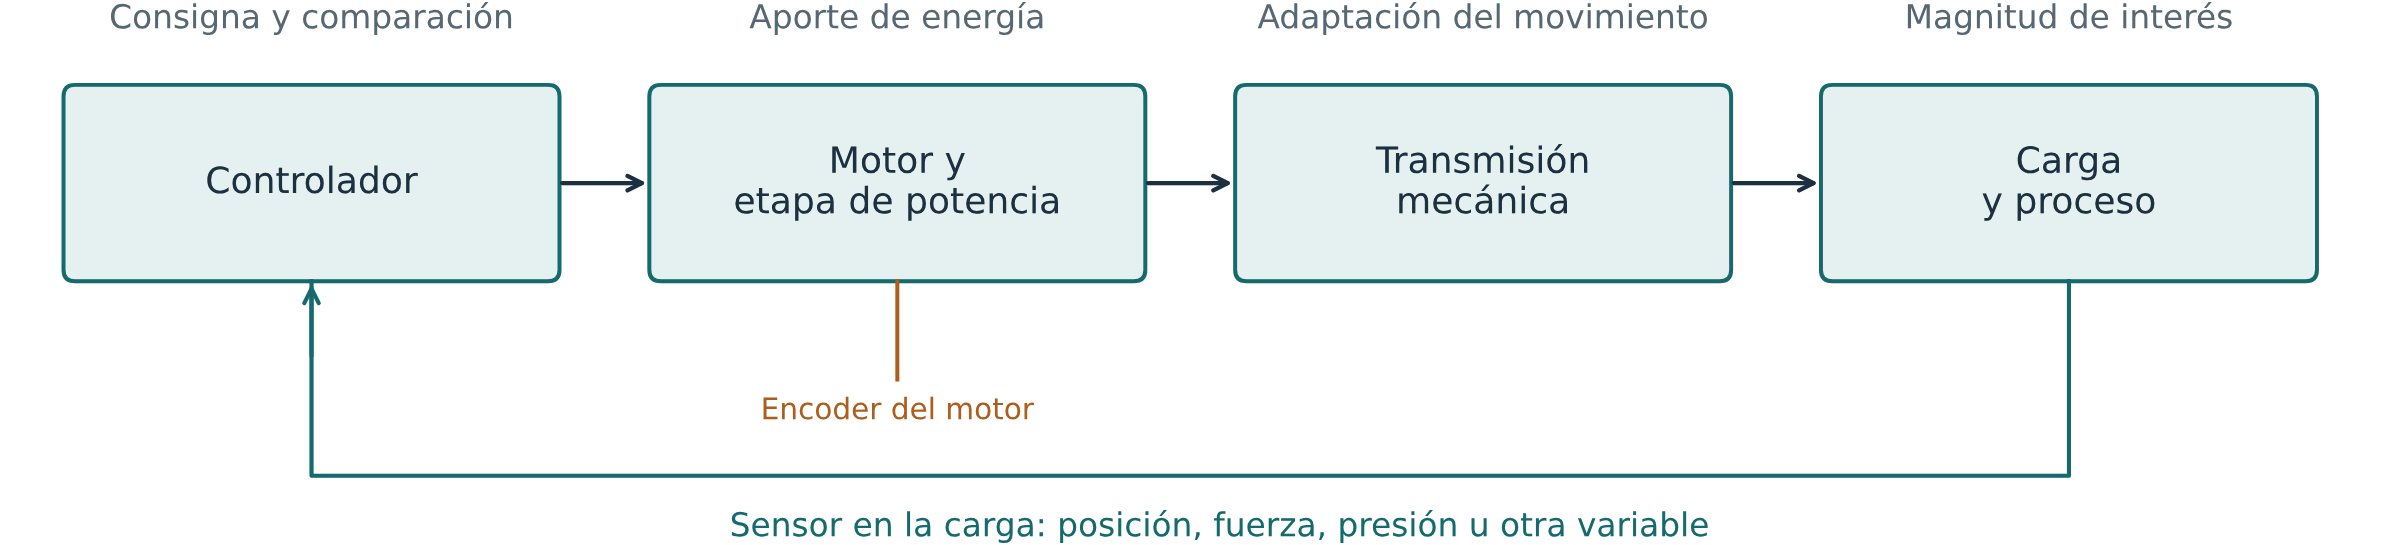 Consigna y comparación
Aporte de energía
Adaptación del movimiento
Magnitud de interés
Controlador
Motor y
etapa de potencia
Transmisión
mecánica
Carga
y proceso
Encoder del motor
Sensor en la carga: posición, fuerza, presión u otra variable